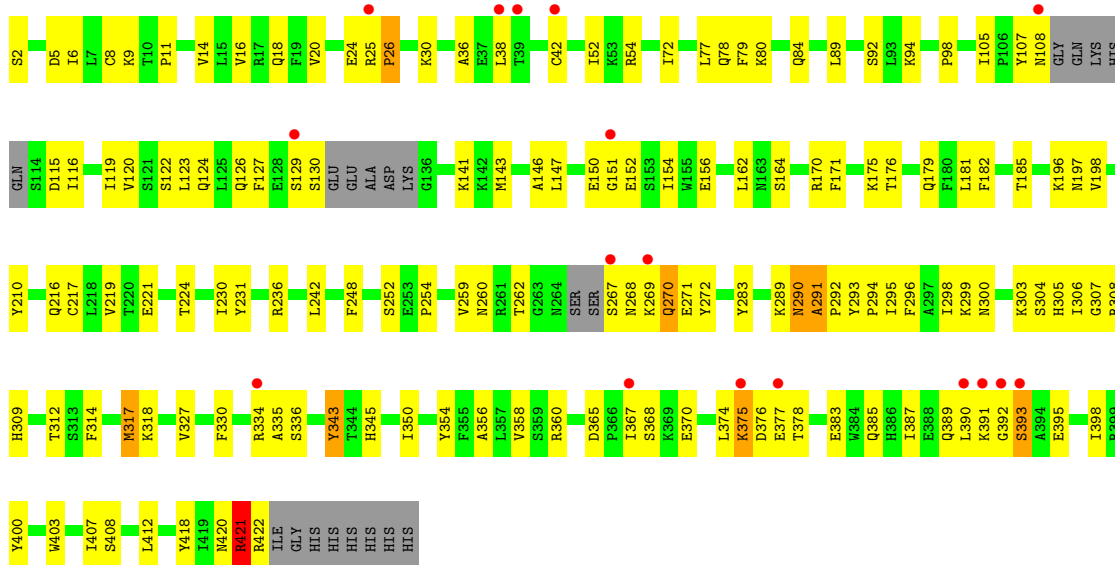 S2 D5 I6 L7 C8 K9 T10 P11 V14 L15 V16 R17 Q18 F19 V20 E24 R25 P26 K30 A36 E37 L38 T39 C42 I52 K53 R54 I72 L77 Q78 F79 K80 Q84 L89 S92 L93 K94 P98 I105 P106 Y107 N108 GLY GLN LYS HIS
GLN S114 D115 I116 I119 V120 S121 S122 L123 Q124 L125 Q126 F127 E128 S129 S130 GLU GLU ALA ASP LYS G136 K141 K142 M143 A146 L147 E150 G151 E152 S153 I154 W155 E156 L162 N163 S164 R170 F171 K175 T176 Q179 F180 L181 F182 T185 K196 N197 V198
Y210 Q216 C217 L218 V219 T220 E221 T224 I230 Y231 R236 L242 F248 S252 E253 P254 V259 N260 R261 T262 G263 N264 SER SER S267 N268 K269 Q270 E271 Y272 Y283 K289 N290 A291 P292 Y293 P294 I295 F296 A297 I298 K299 N300 K303 S304 H305 I306 G307
H309 T312 S313 F314 M317 K318 V327 F330 R334 A335 S336 Y343 T344 H345 I350 Y354 F355 A356 L357 V358 S359 R360 D365 P366 I367 S368 K369 E370 L374 K375 D376 E377 T378 E383 W384 Q385 H386 I387 E388 Q389 L390 K391 G392 S393 A394 E395 I398
Y400 W403 I407 S408 L412 Y418 I419 N420 R421 R422 ILE GLY HIS HIS HIS HIS HIS HIS